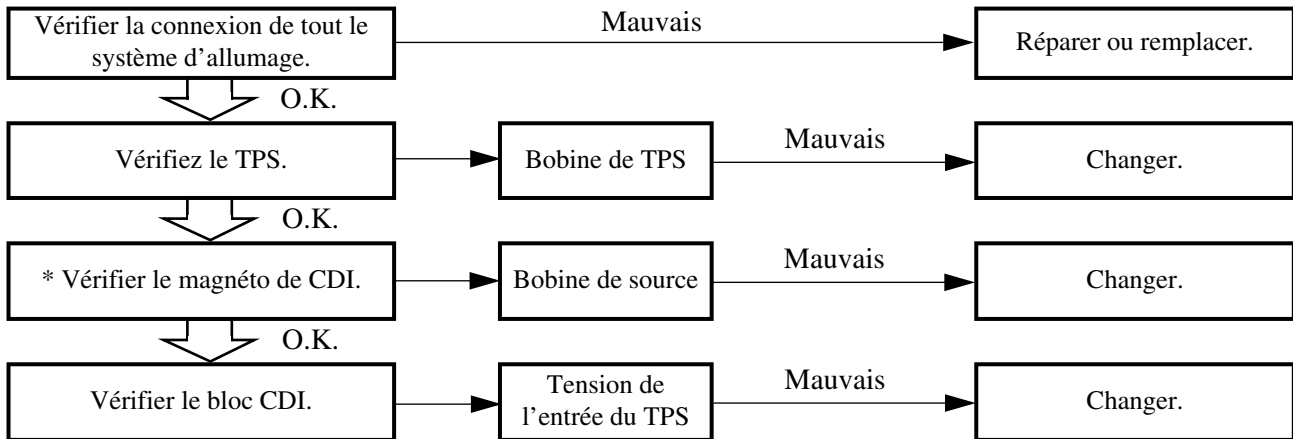 Vérifier la connexion de tout le
système d'allumage.
Mauvais
Réparer ou remplacer.
O.K.
Vérifiez le TPS.
Bobine de TPS
Mauvais
Changer.
O.K.
* Vérifier le magnéto de CDI.
Bobine de source
Mauvais
Changer.
O.K.
Vérifier le bloc CDI.
Tension de
l'entrée du TPS
Mauvais
Changer.